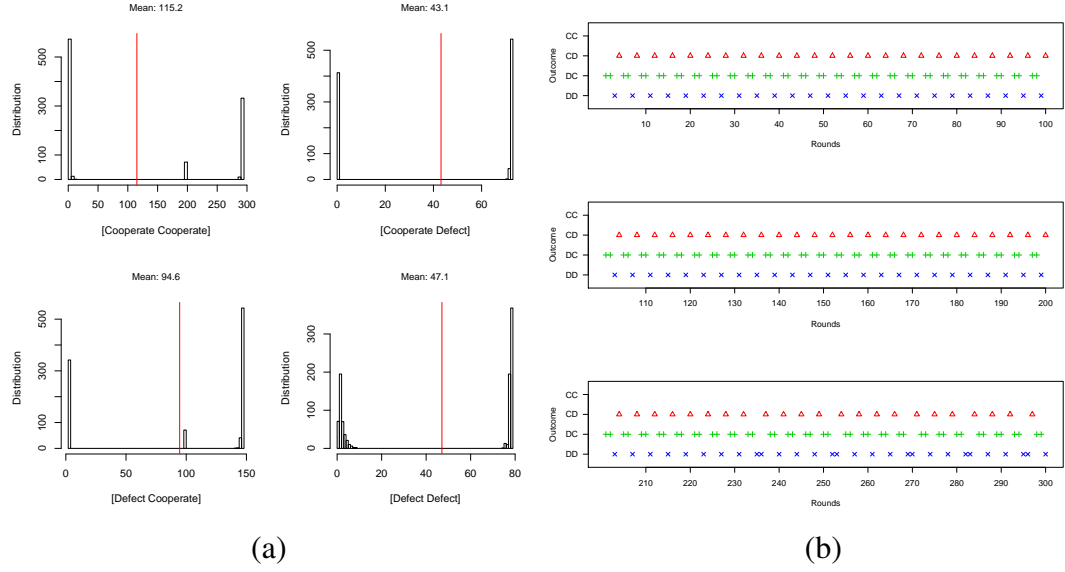 Mean: 115.2
Distribution
0 100 300 500
0 50 100 150 200 250 300
[Cooperate Cooperate]
Mean: 43.1
Distribution
0 100 300 500
0 20 40 60
[Cooperate Defect]
Mean: 94.6
Distribution
0 100 300 500
0 50 100 150
[Defect Cooperate]
Mean: 47.1
Distribution
0 100 200 300
0 20 40 60 80
[Defect Defect]
(a)
Outcome
CC
CD
DC
DD
10 20 30 40 50 60 70 80 90 100
Rounds
Outcome
CC
CD
DC
DD
110 120 130 140 150 160 170 180 190 200
Rounds
Outcome
CC
CD
DC
DD
210 220 230 240 250 260 270 280 290 300
Rounds
(b)